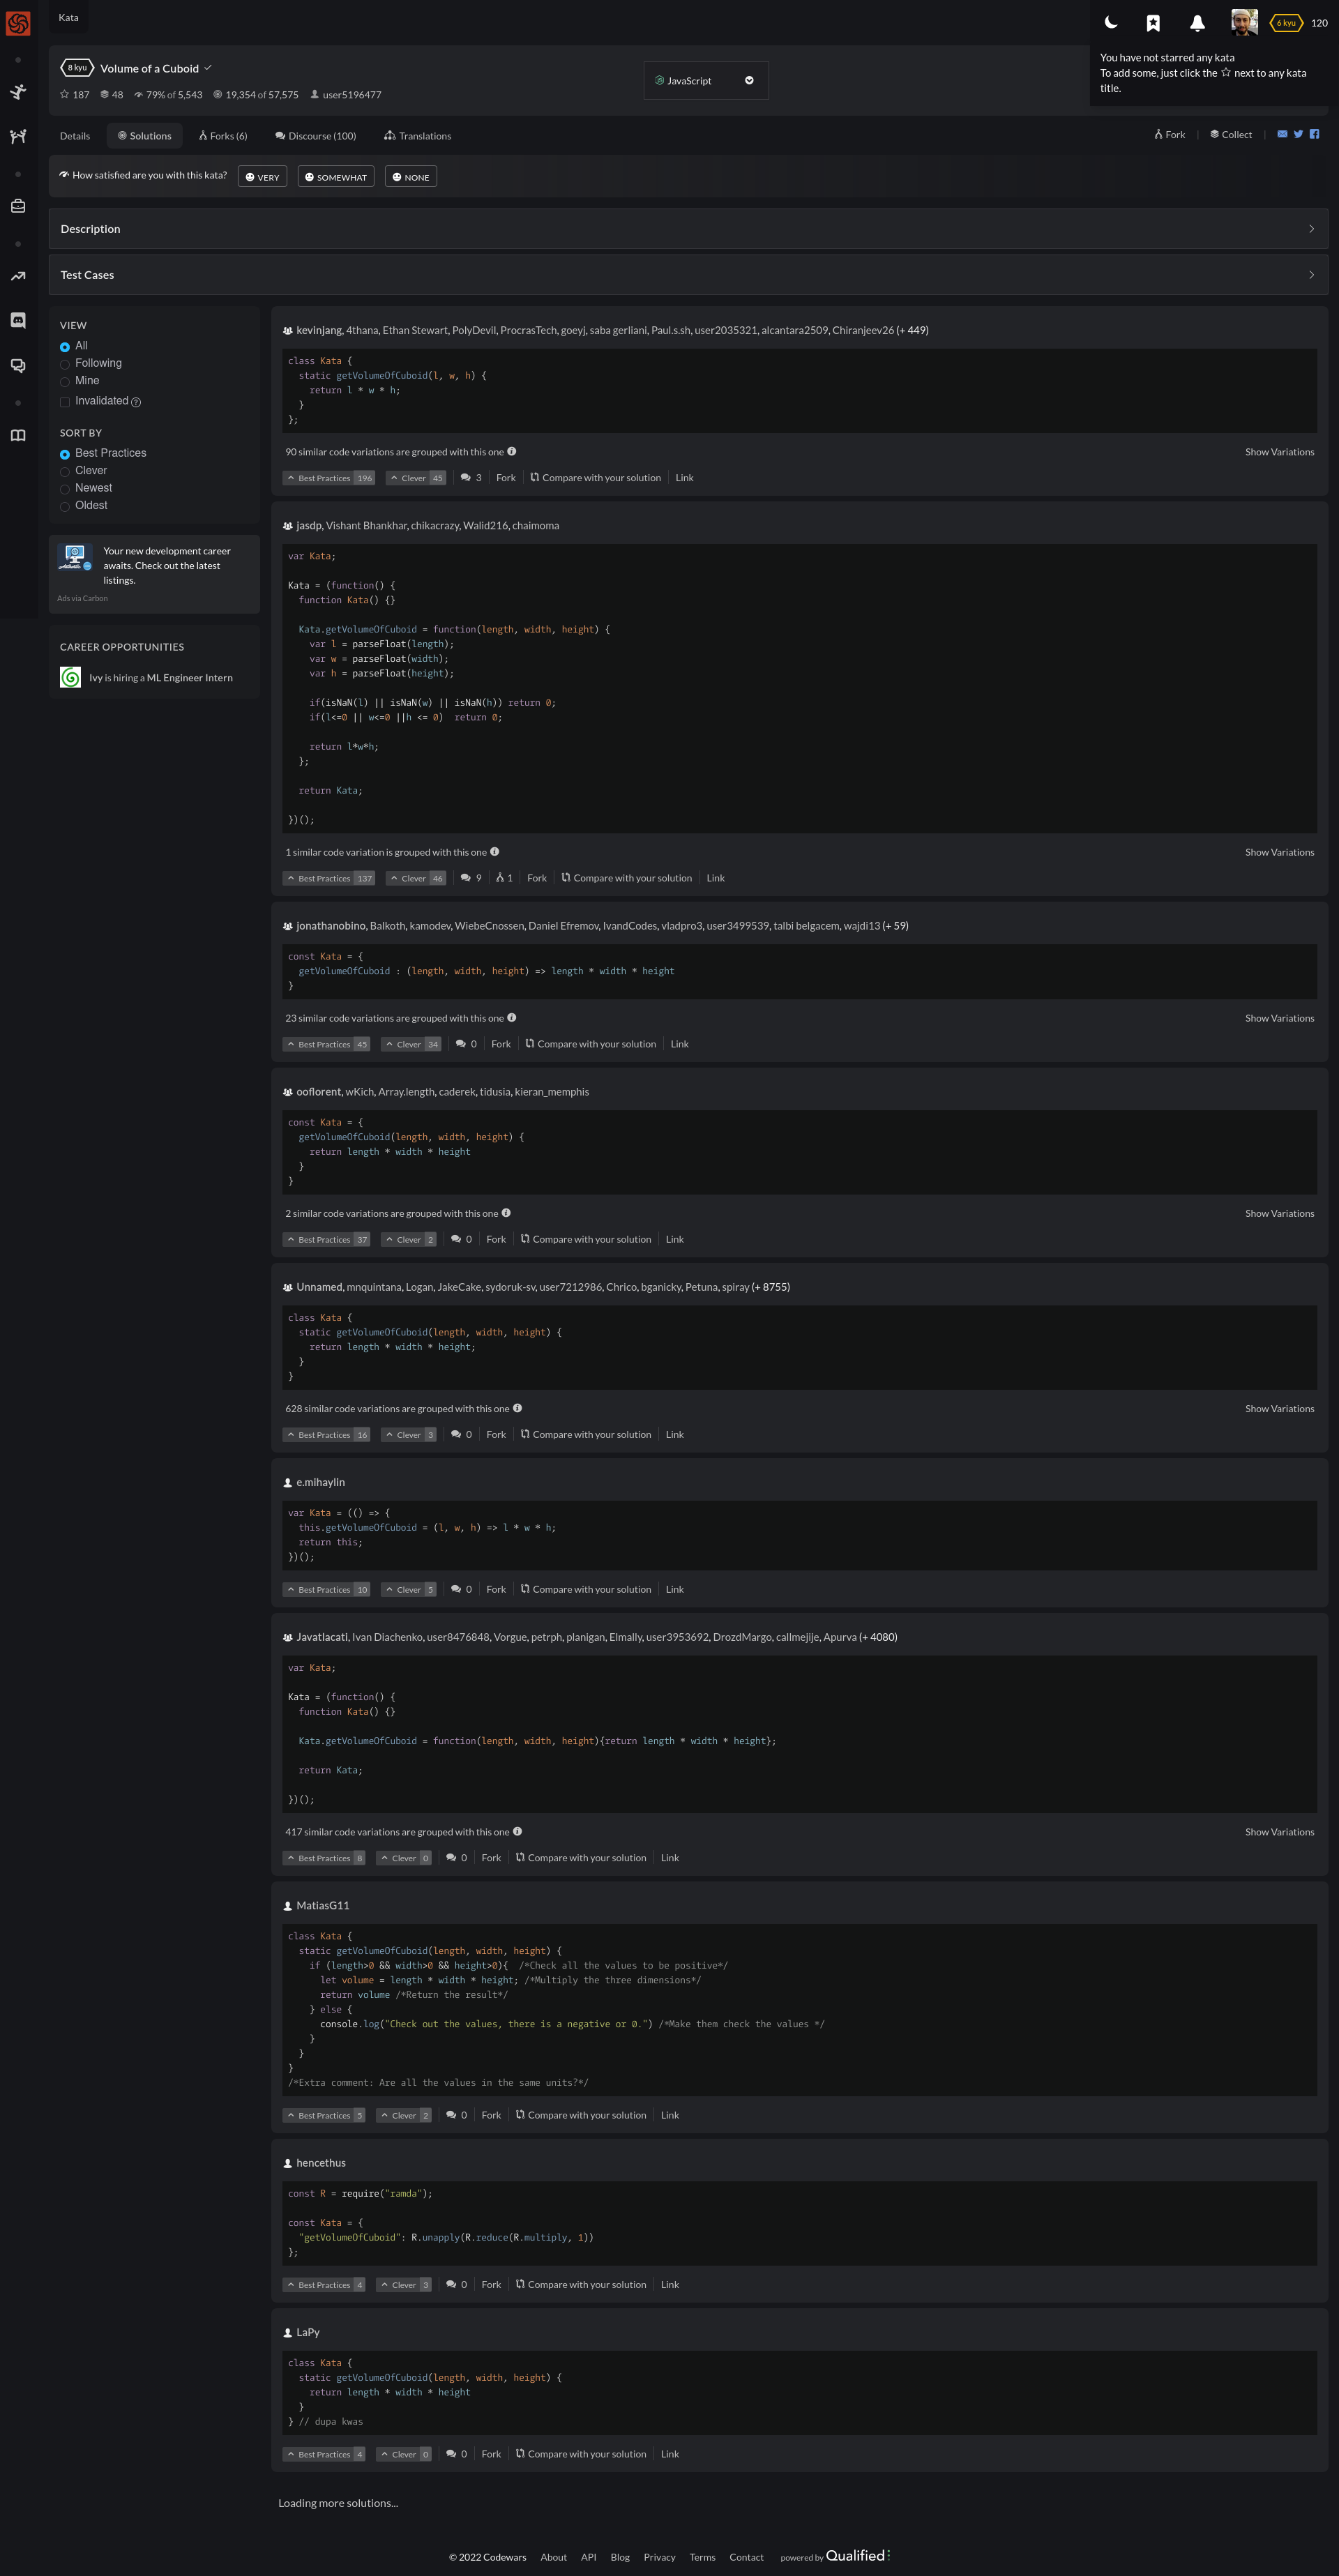 Kata
6 kyu
120
You have not starred any kata
To add some, just click the next to any kata
title.
8 kyu
Volume of a Cuboid
187
48
79% of 5,543
19,354 of 57,575
user5196477
JavaScript
Details
Solutions
Forks (6)
Discourse (100)
Translations
Fork
Collect
How satisfied are you with this kata?
VERY
SOMEWHAT
NONE
Description
Test Cases
VIEW
All
Following
Mine
Invalidated
SORT BY
Best Practices
Clever
Newest
Oldest
Your new development career
awaits. Check out the latest
listings.
Ads via Carbon
CAREER OPPORTUNITIES
Ivy is hiring a ML Engineer Intern
kevinjang, 4thana, Ethan Stewart, PolyDevil, ProcrasTech, goeyj, saba gerliani, Paul.s.sh, user2035321, alcantara2509, Chiranjeev26 (+ 449)
class Kata {
  static getVolumeOfCuboid(l, w, h) {
    return l * w * h;
  }
};
90 similar code variations are grouped with this one
Show Variations
Best Practices 196 Clever 45 3 Fork Compare with your solution Link
jasdp, Vishant Bhankhar, chikacrazy, Walid216, chaimoma
var Kata;
Kata = (function() {
  function Kata() {}
  Kata.getVolumeOfCuboid = function(length, width, height) {
    var l = parseFloat(length);
    var w = parseFloat(width);
    var h = parseFloat(height);
    if(isNaN(l) || isNaN(w) || isNaN(h)) return 0;
    if(l<=0 || w<=0 ||h <= 0)  return 0;
    return l*w*h;
  };
  return Kata;
})();
1 similar code variation is grouped with this one
Show Variations
Best Practices 137 Clever 46 9 1 Fork Compare with your solution Link
jonathanobino, Balkoth, kamodev, WiebeCnossen, Daniel Efremov, IvandCodes, vladpro3, user3499539, talbi belgacem, wajdi13 (+ 59)
const Kata = {
  getVolumeOfCuboid : (length, width, height) => length * width * height
}
23 similar code variations are grouped with this one
Show Variations
Best Practices 45 Clever 34 0 Fork Compare with your solution Link
ooflorent, wKich, Array.length, caderek, tidusia, kieran_memphis
const Kata = {
  getVolumeOfCuboid(length, width, height) {
    return length * width * height
  }
}
2 similar code variations are grouped with this one
Show Variations
Best Practices 37 Clever 2 0 Fork Compare with your solution Link
Unnamed, mnquintana, Logan, JakeCake, sydoruk-sv, user7212986, Chrico, bganicky, Petuna, spiray (+ 8755)
class Kata {
  static getVolumeOfCuboid(length, width, height) {
    return length * width * height;
  }
}
628 similar code variations are grouped with this one
Show Variations
Best Practices 16 Clever 3 0 Fork Compare with your solution Link
e.mihaylin
var Kata = (() => {
  this.getVolumeOfCuboid = (l, w, h) => l * w * h;
  return this;
})();
Best Practices 10 Clever 5 0 Fork Compare with your solution Link
Javatlacati, Ivan Diachenko, user8476848, Vorgue, petrph, planigan, Elmally, user3953692, DrozdMargo, callmejije, Apurva (+ 4080)
var Kata;
Kata = (function() {
  function Kata() {}
  Kata.getVolumeOfCuboid = function(length, width, height){return length * width * height};
  return Kata;
})();
417 similar code variations are grouped with this one
Show Variations
Best Practices 8 Clever 0 0 Fork Compare with your solution Link
MatiasG11
class Kata {
  static getVolumeOfCuboid(length, width, height) {
    if (length>0 && width>0 && height>0){  /*Check all the values to be positive*/
      let volume = length * width * height; /*Multiply the three dimensions*/
      return volume /*Return the result*/
    } else {
      console.log("Check out the values, there is a negative or 0.") /*Make them check the values */
    }
  }
}
/*Extra comment: Are all the values in the same units?*/
Best Practices 5 Clever 2 0 Fork Compare with your solution Link
hencethus
const R = require("ramda");
const Kata = {
  "getVolumeOfCuboid": R.unapply(R.reduce(R.multiply, 1))
};
Best Practices 4 Clever 3 0 Fork Compare with your solution Link
LaPy
class Kata {
  static getVolumeOfCuboid(length, width, height) {
    return length * width * height
  }
} // dupa kwas
Best Practices 4 Clever 0 0 Fork Compare with your solution Link
Loading more solutions...
© 2022 Codewars About API Blog Privacy Terms Contact powered by Qualified